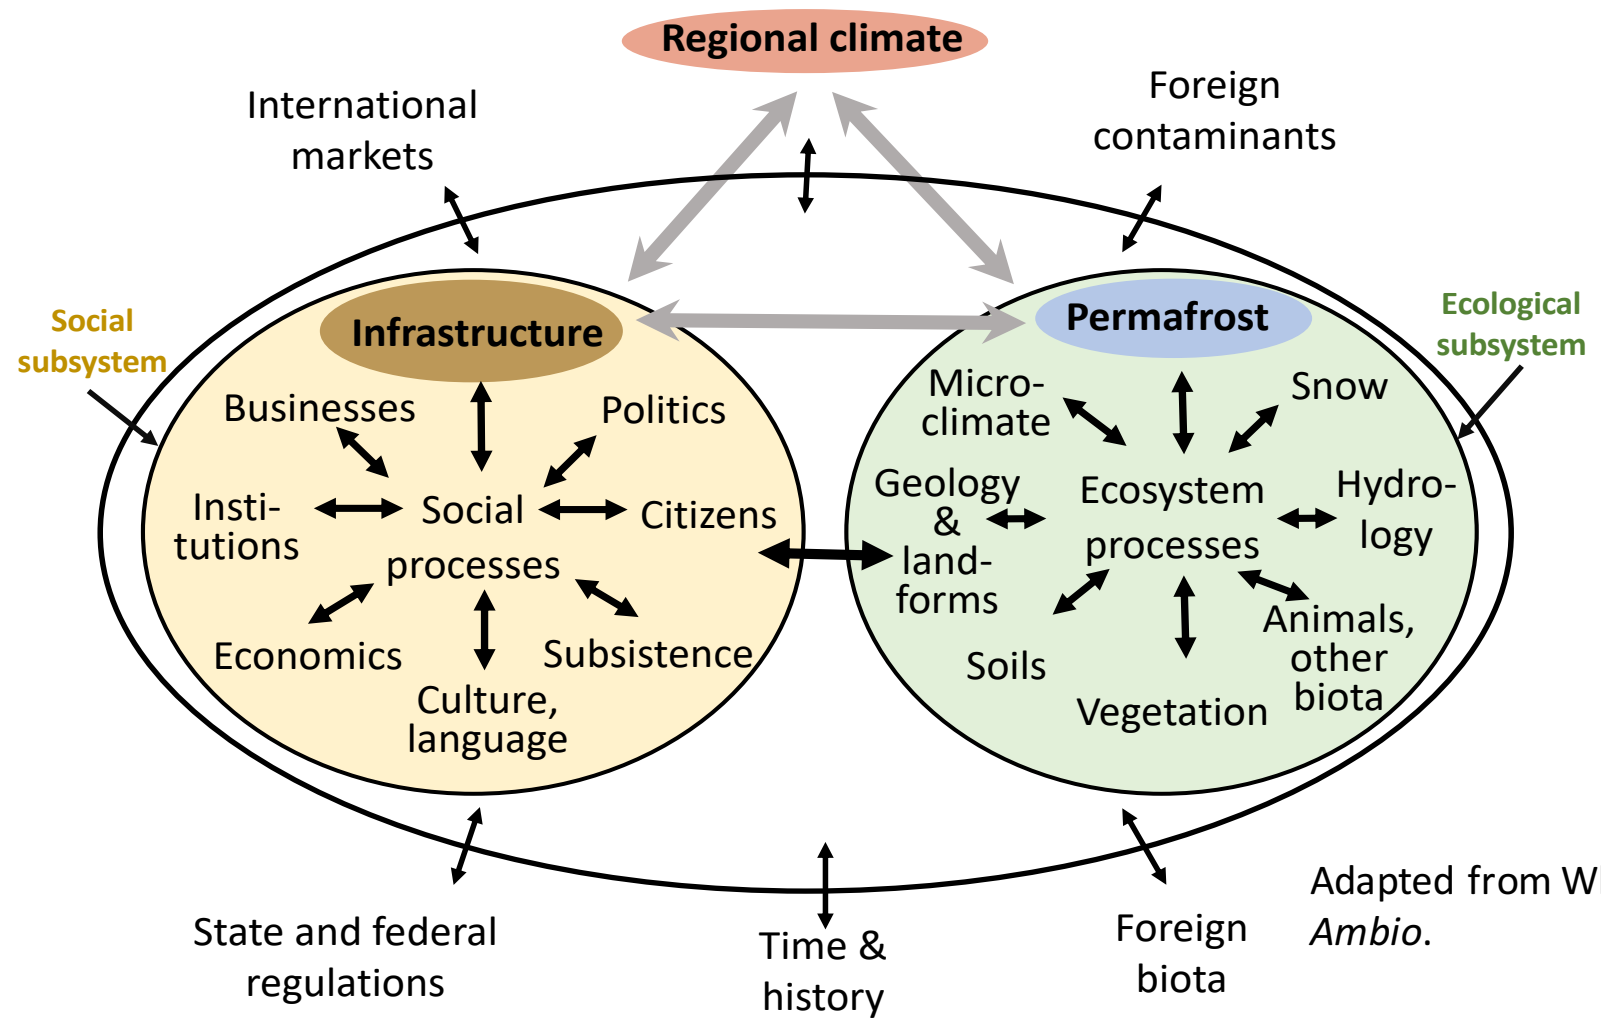 Regional climate
International
markets
Foreign
contaminants
Social
subsystem
Ecological
subsystem
Infrastructure
Businesses
Politics
Insti-
tutions
Social
processes
Citizens
Economics
Subsistence
Culture,
language
Permafrost
Micro-
climate
Snow
Geology
&
land-
forms
Ecosystem
processes
Hydro-
logy
Soils
Vegetation
Animals,
other
biota
State and federal
regulations
Time &
history
Foreign
biota
Adapted from
Ambio.